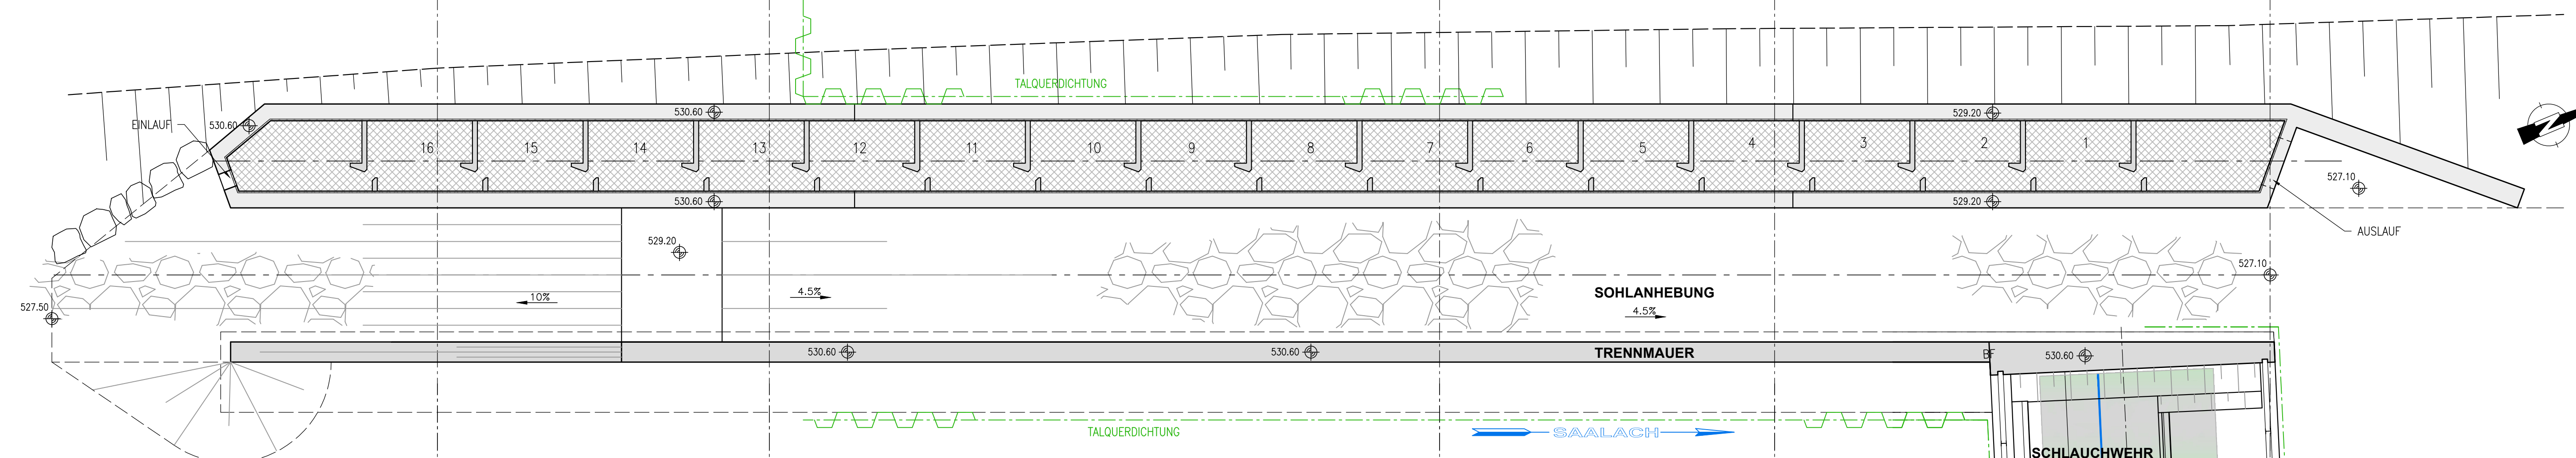 TALQUERDICHTUNG
EINLAUF
530.60
530.60
529.20
16 15 14 13 12 11 10 9 8 7 6 5 4 3 2 1
527.10
530.60
529.20
AUSLAUF
529.20
527.10
527.50
10%
4.5%
SOHLANHEBUNG
4.5%
530.60
530.60
TRENNMAUER
BF
530.60
TALQUERDICHTUNG
SAALACH
SCHLAUCHWEHR